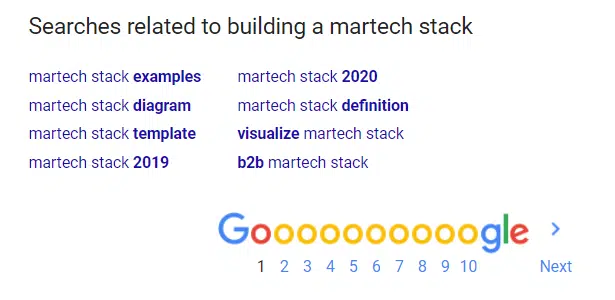 Searches related to building a martech stack
martech stack examples
martech stack 2020
martech stack diagram
martech stack definition
martech stack template
visualize martech stack
martech stack 2019
b2b martech stack
Goooooooooogle
1 2 3 4 5 6 7 8 9 10 Next